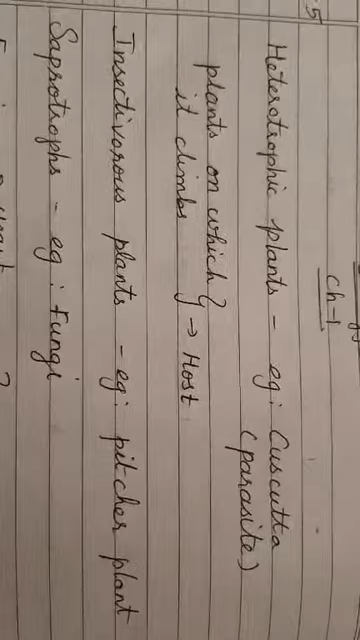 Ch-1
Heterotrophic plants - eg: Cuscutta
(parasite)
plants on which } → Host
it climbs
Insectivorous plants - eg: pitcher plant
Saprotrophs - eg: Fungi